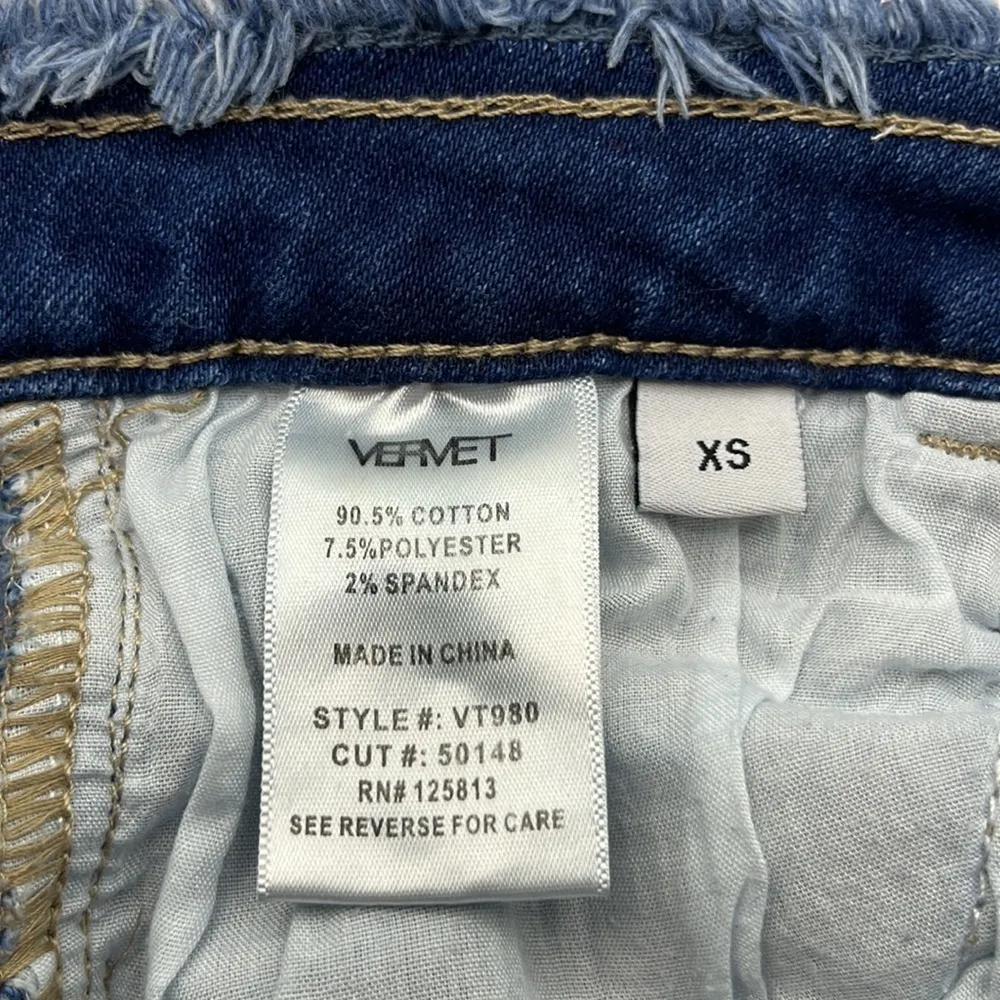 VERVET
90.5% COTTON
7.5%POLYESTER
2% SPANDEX
MADE IN CHINA
STYLE #: VT980
CUT #: 50148
RN# 125813
SEE REVERSE FOR CARE
XS